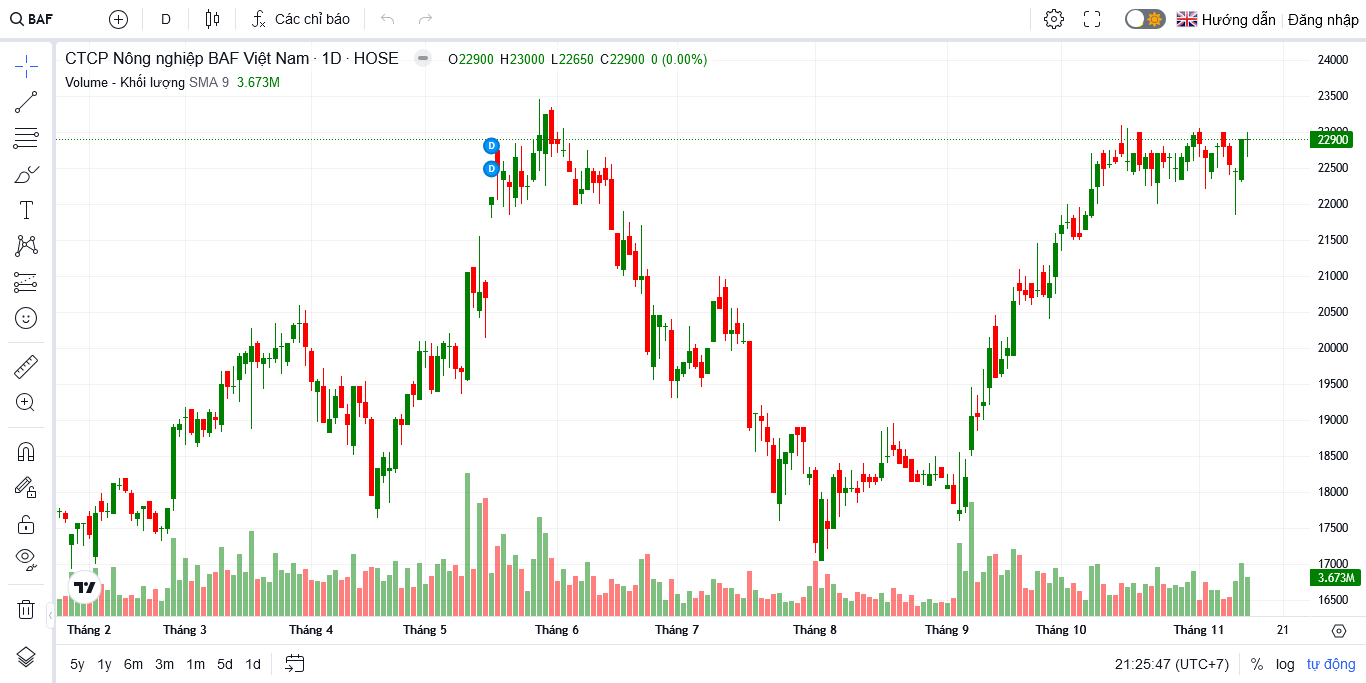 BAF D Các chỉ báo Hướng dẫn Đăng nhập
CTCP Nông nghiệp BAF Việt Nam · 1D · HOSE O22900 H23000 L22650 C22900 0 (0.00%)
Volume - Khối lượng SMA 9 3.673M
24000
23500
23000
22900
22500
22000
21500
21000
20500
20000
19500
19000
18500
18000
17500
17000
3.673M
16500
D
D
T
Tháng 2 Tháng 3 Tháng 4 Tháng 5 Tháng 6 Tháng 7 Tháng 8 Tháng 9 Tháng 10 Tháng 11 21
5y 1y 6m 3m 1m 5d 1d 21:25:47 (UTC+7) % log tự động